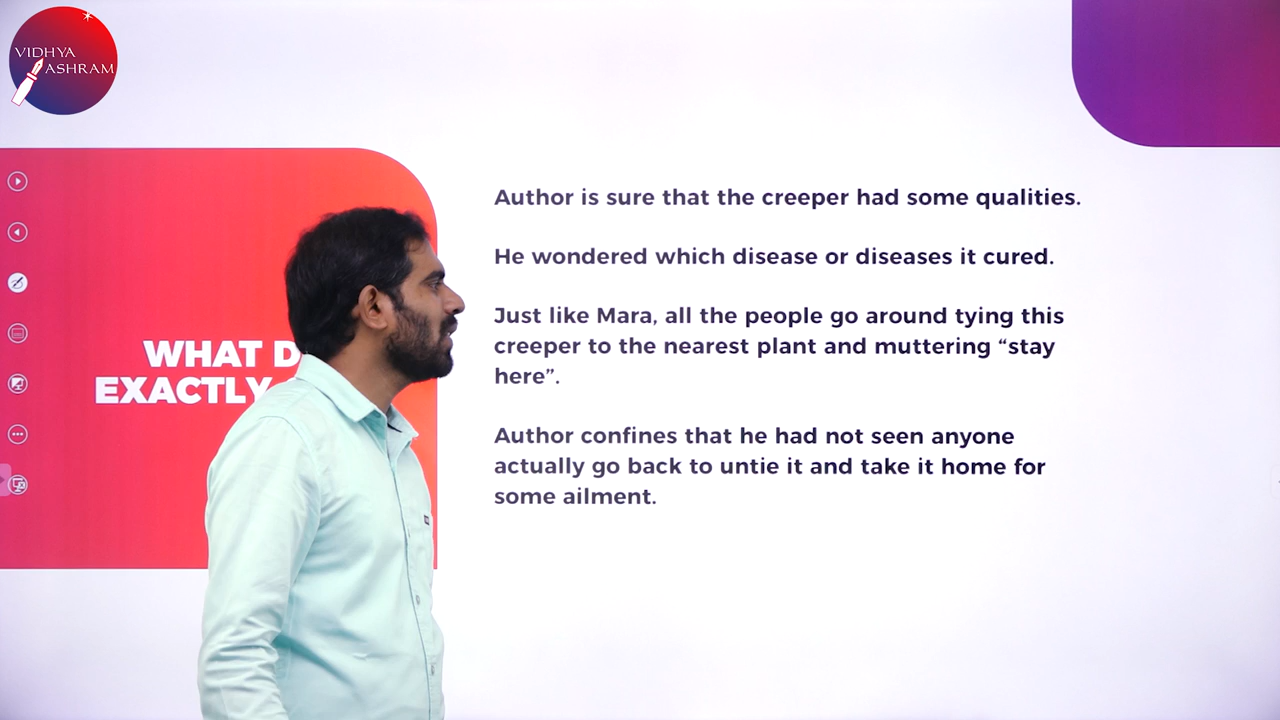 VIDHYA
ASHRAM
WHAT D
EXACTLY
Author is sure that the creeper had some qualities.
He wondered which disease or diseases it cured.
Just like Mara, all the people go around tying this
creeper to the nearest plant and muttering “stay
here”.
Author confines that he had not seen anyone
actually go back to untie it and take it home for
some ailment.